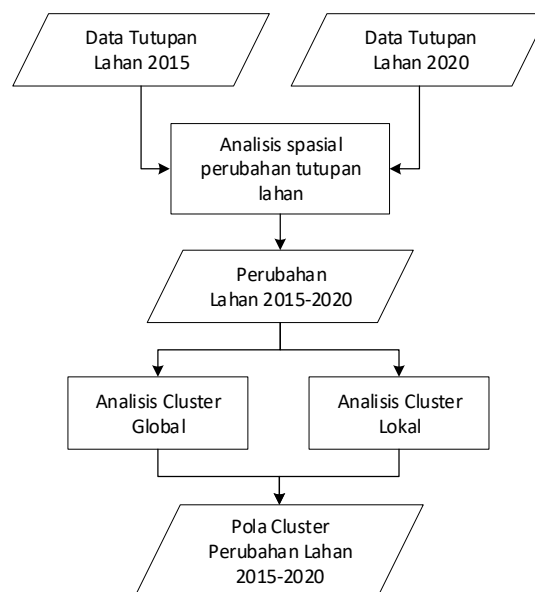 Data Tutupan
Lahan 2015
Data Tutupan
Lahan 2020
Analisis spasial
perubahan tutupan
lahan
Perubahan
Lahan 2015-2020
Analisis Cluster
Global
Analisis Cluster
Lokal
Pola Cluster
Perubahan Lahan
2015-2020